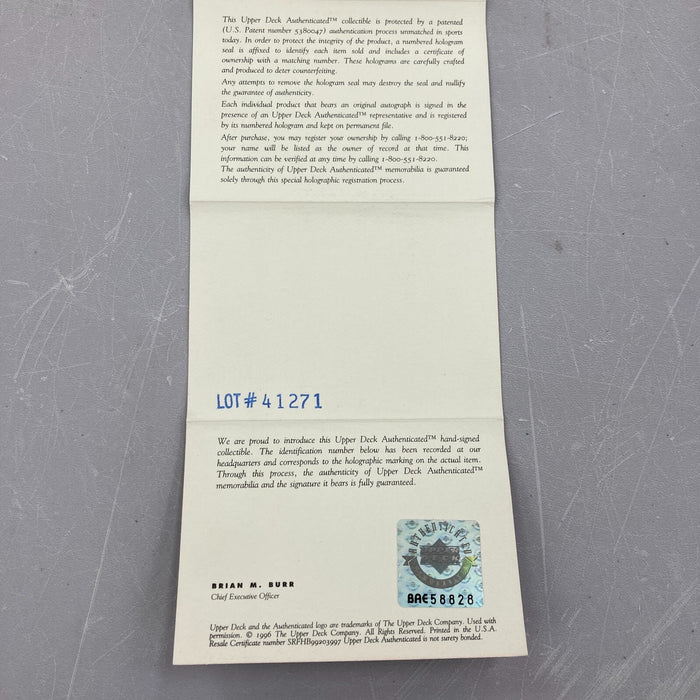 This Upper Deck Authenticated™ collectible is protected by a patented
(U.S. Patent number 5380047) authentication process unmatched in sports
today. In order to protect the integrity of the product, a numbered hologram
seal is affixed to identify each item sold and includes a certificate of
ownership with a matching number. These holograms are carefully crafted
and produced to deter counterfeiting.
Any attempts to remove the hologram seal may destroy the seal and nullify
the guarantee of authenticity.
Each individual product that bears an original autograph is signed in the
presence of an Upper Deck Authenticated™ representative and is registered
by its numbered hologram and kept on permanent file.
After purchase, you may register your ownership by calling 1-800-551-8220;
your name will be listed as the owner of record at that time. This
information can be verified at any time by calling 1-800-551-8220.
The authenticity of Upper Deck Authenticated™ memorabilia is guaranteed
solely through this special holographic registration process.
LOT# 41271
We are proud to introduce this Upper Deck Authenticated™ hand-signed
collectible. The identification number below has been recorded at our
headquarters and corresponds to the holographic marking on the actual item.
Through this process, the authenticity of Upper Deck Authenticated™
memorabilia and the signature it bears is fully guaranteed.
AUTHENTICATED
UPPER
DECK
BAE58828
BRIAN M. BURR
Chief Executive Officer
Upper Deck and the Authenticated logo are trademarks of The Upper Deck Company. Used with
permission. © 1996 The Upper Deck Company. All Rights Reserved. Printed in the U.S.A.
Resale Certificate number SRFHB99203997 Upper Deck Authenticated is not surety bonded.